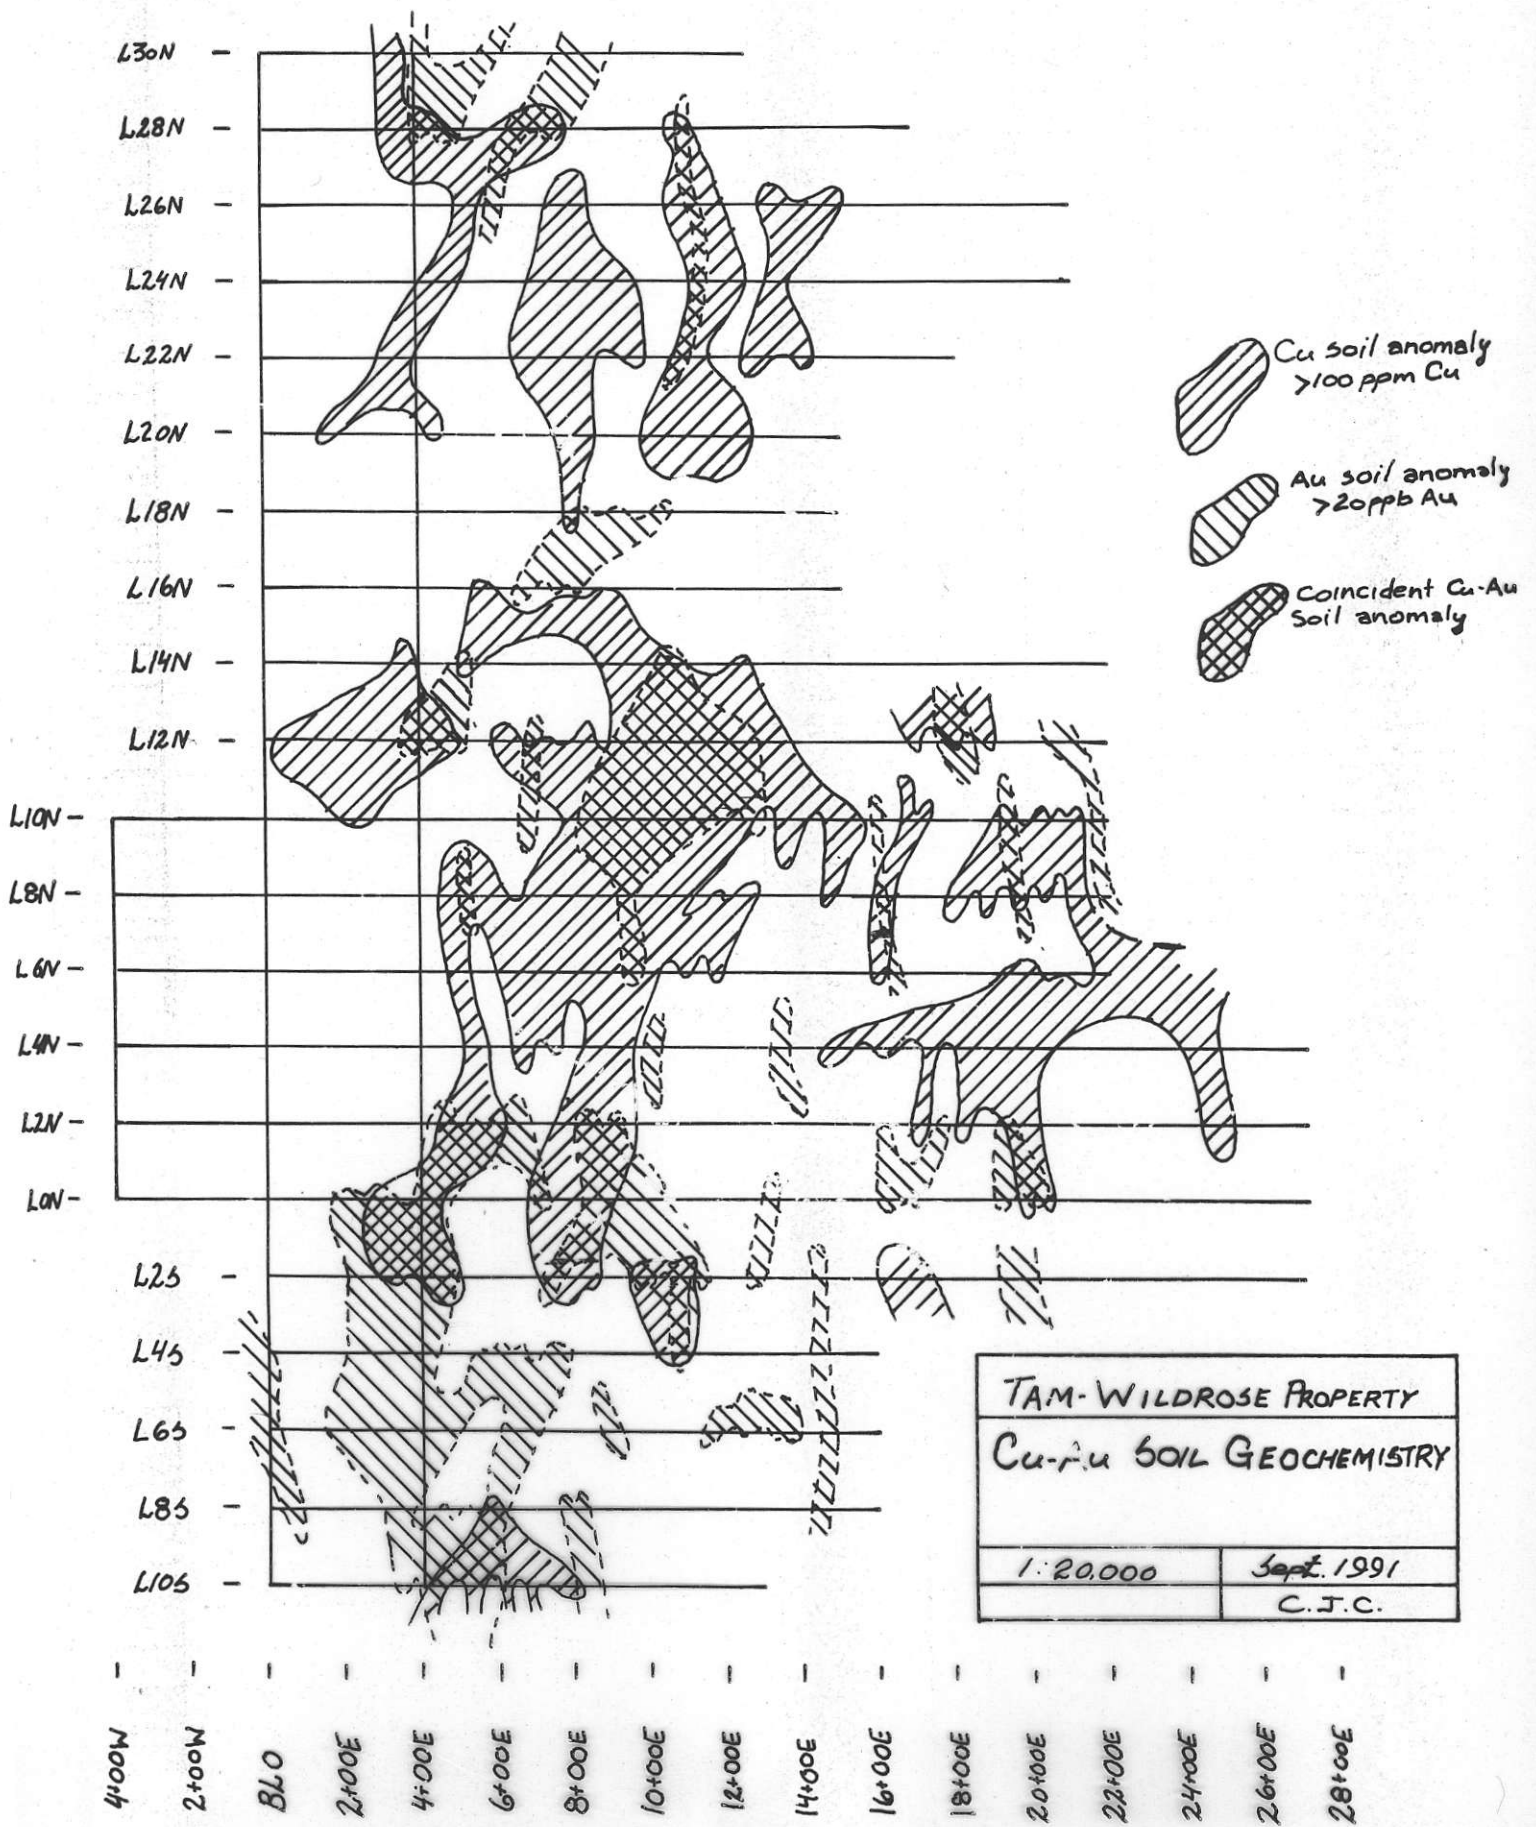 L30N
L28N
L26N
L24N
L22N
L20N
L18N
L16N
L14N
L12N
L10N
L8N
L6N
L4N
L2N
L0N
L2S
L4S
L6S
L8S
L10S
Cu soil anomaly
>100 ppm Cu
Au soil anomaly
>20ppb Au
Coincident Cu-Au
Soil anomaly
TAM-WILDROSE PROPERTY
Cu-Au SOIL GEOCHEMISTRY
1:20,000
Sept. 1991
C.J.C.
4+00W
2+00W
BLO
2+00E
4+00E
6+00E
8+00E
10+00E
12+00E
14+00E
16+00E
18+00E
20+00E
22+00E
24+00E
26+00E
28+00E